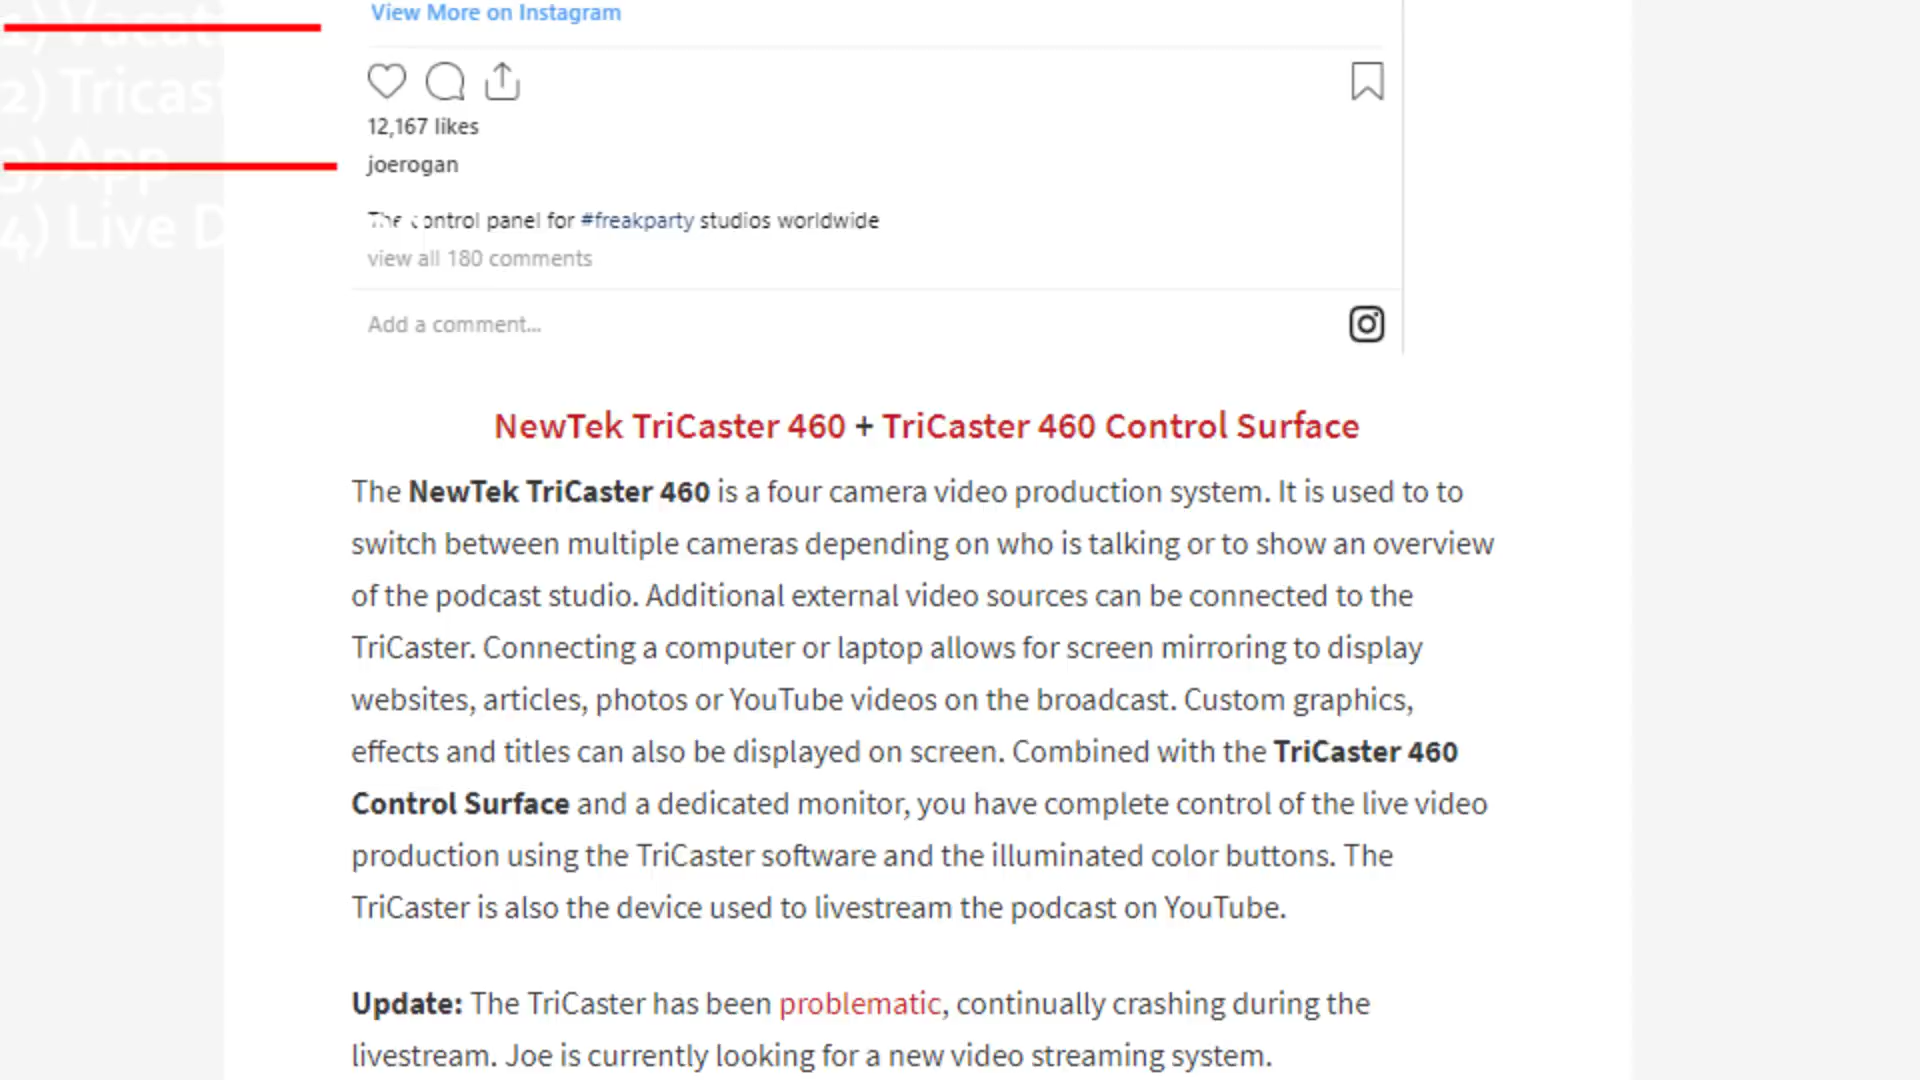 View More on Instagram
2) Tricast
3) App
4) Live D
12,167 likes
joerogan
The control panel for #freakparty studios worldwide
view all 180 comments
Add a comment...
NewTek TriCaster 460 + TriCaster 460 Control Surface
The NewTek TriCaster 460 is a four camera video production system. It is used to to
switch between multiple cameras depending on who is talking or to show an overview
of the podcast studio. Additional external video sources can be connected to the
TriCaster. Connecting a computer or laptop allows for screen mirroring to display
websites, articles, photos or YouTube videos on the broadcast. Custom graphics,
effects and titles can also be displayed on screen. Combined with the TriCaster 460
Control Surface and a dedicated monitor, you have complete control of the live video
production using the TriCaster software and the illuminated color buttons. The
TriCaster is also the device used to livestream the podcast on YouTube.
Update: The TriCaster has been problematic, continually crashing during the
livestream. Joe is currently looking for a new video streaming system.